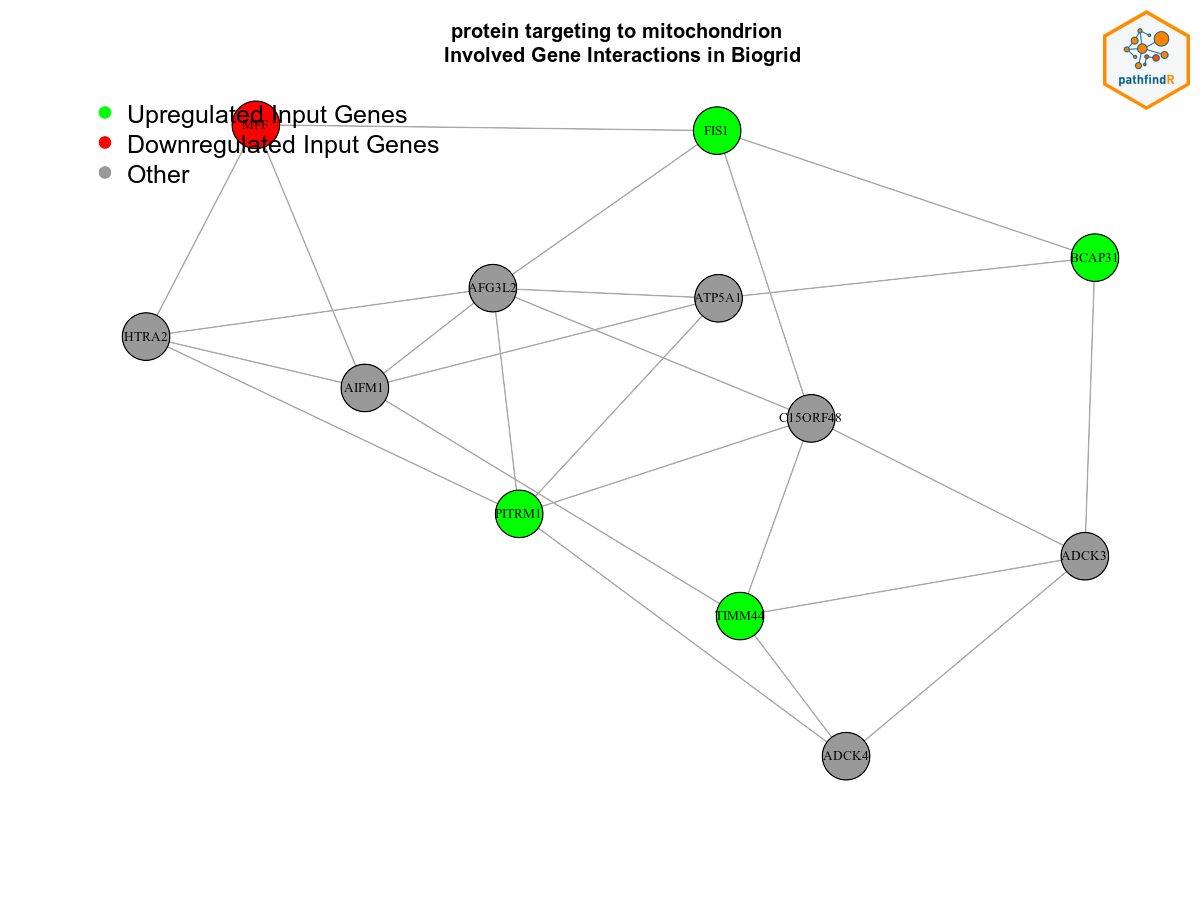 protein targeting to mitochondrion
Involved Gene Interactions in Biogrid
pathfindR
Upregulated Input Genes
MFF
Downregulated Input Genes
Other
FIS1
BCAP31
AFG3L2
ATP5A1
HTRA2
AIFM1
C15ORF48
PITRM1
ADCK3
TIMM44
ADCK4